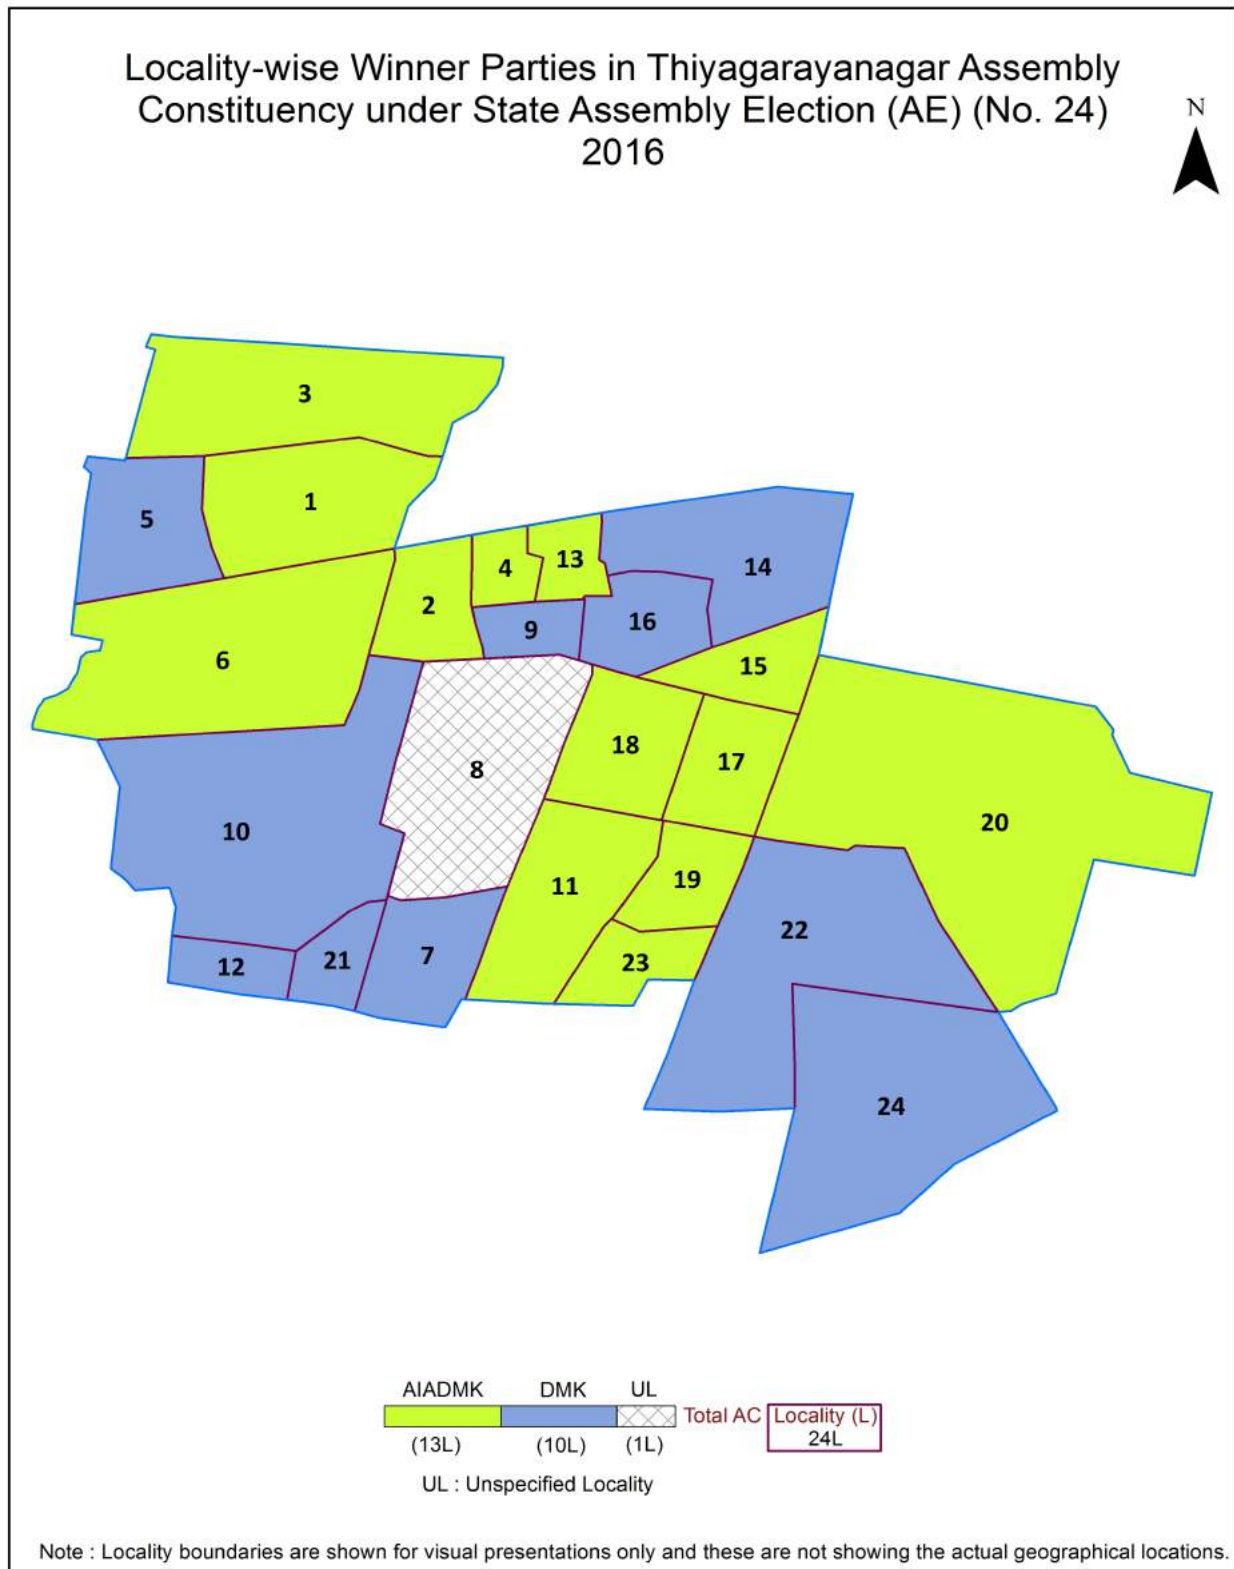 Locality-wise Winner Parties in Thiyagarayanagar Assembly
Constituency under State Assembly Election (AE) (No. 24)
2016
N
3
5
1
14
4
13
2
9
16
6
15
18
17
8
20
10
11
19
22
12
21
7
23
24
AIADMK DMK UL
Total AC Locality (L)
24L
(13L) (10L) (1L)
UL : Unspecified Locality
Note : Locality boundaries are shown for visual presentations only and these are not showing the actual geographical locations.